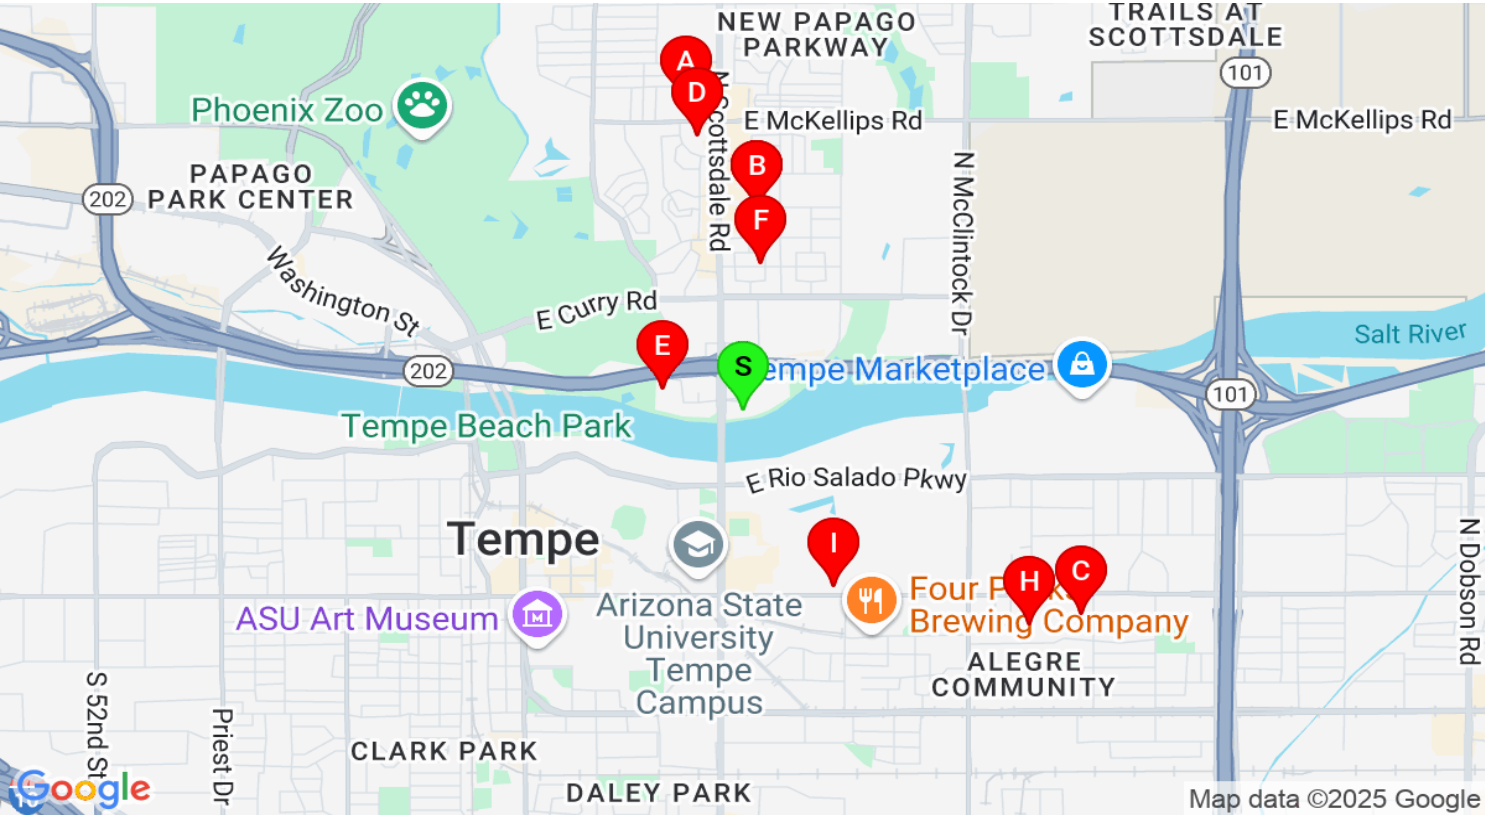 NEW PAPAGO
PARKWAY
TRAILS AT
SCOTTSDALE
101
A
D
N Scottsdale Rd
Phoenix Zoo
E McKellips Rd
E McKellips Rd
B
N McClintock Dr
PAPAGO
PARK CENTER
202
F
Washington St
E Curry Rd
Salt River
E
S
202
empe Marketplace
101
Tempe Beach Park
E Rio Salado Pkwy
Tempe
I
N Dobson Rd
H
C
Four P ks
Brewing Company
ASU Art Museum
Arizona State
University
Tempe
Campus
ALEGRE
COMMUNITY
S 52nd St
Priest Dr
CLARK PARK
DALEY PARK
Google
Map data ©2025 Google